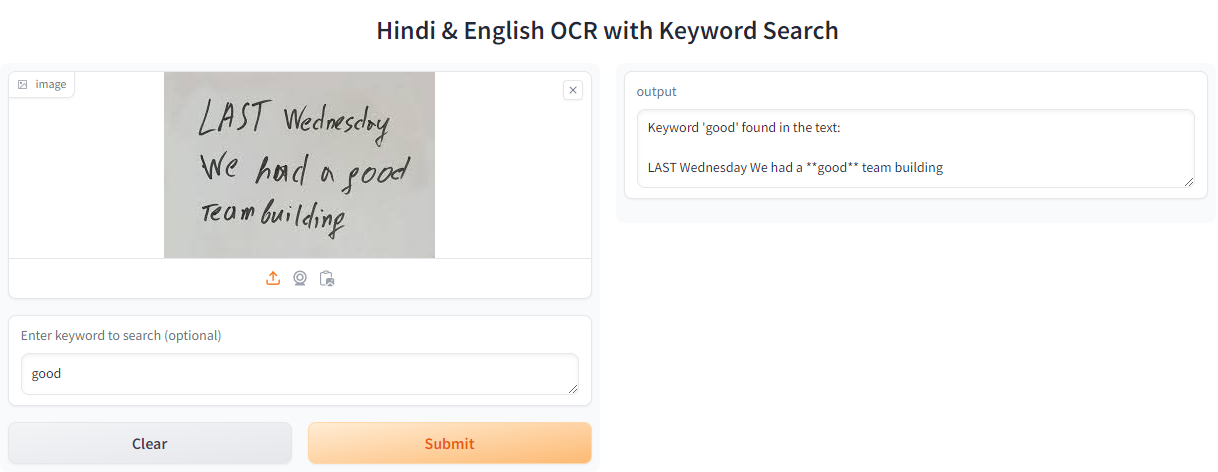 Hindi & English OCR with Keyword Search
image
LAST Wednesday
We had a good
Team building
Enter keyword to search (optional)
good
Clear
Submit
output
Keyword 'good' found in the text:
LAST Wednesday We had a **good** team building